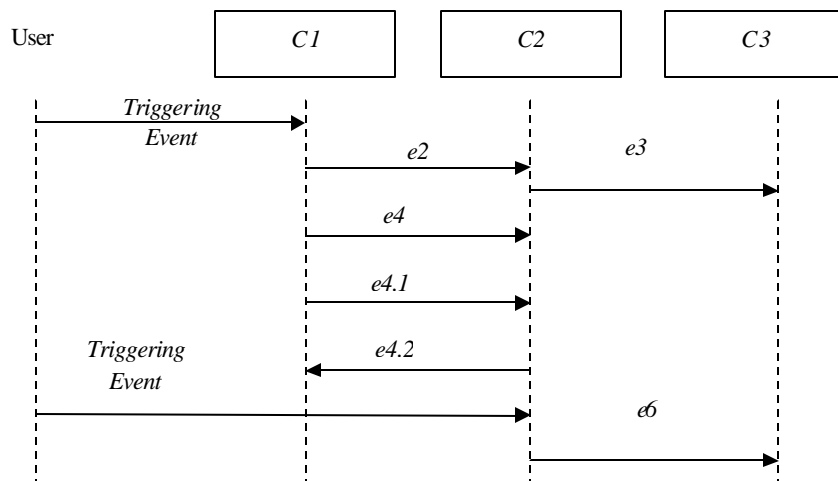 User
C1
C2
C3
Triggering
Event
e2
e3
e4
e4.1
e4.2
Triggering
Event
e6